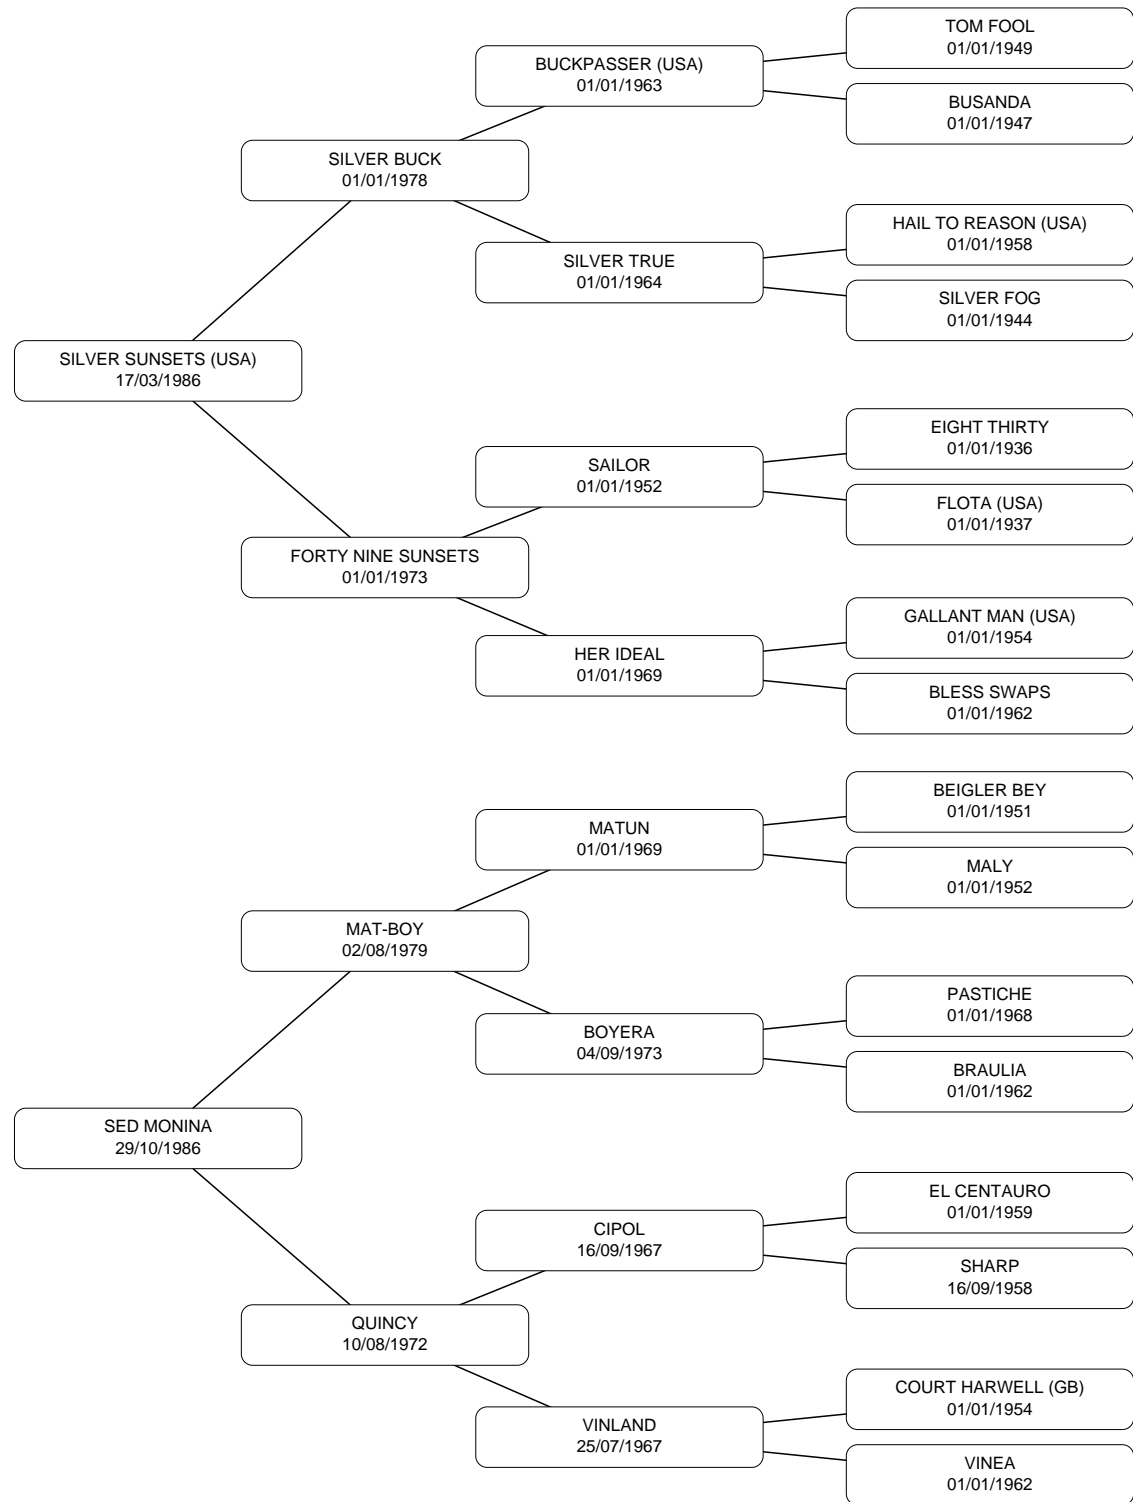 TOM FOOL
01/01/1949
BUCKPASSER (USA)
01/01/1963
BUSANDA
01/01/1947
SILVER BUCK
01/01/1978
HAIL TO REASON (USA)
01/01/1958
SILVER TRUE
01/01/1964
SILVER FOG
01/01/1944
SILVER SUNSETS (USA)
17/03/1986
EIGHT THIRTY
01/01/1936
SAILOR
01/01/1952
FLOTA (USA)
01/01/1937
FORTY NINE SUNSETS
01/01/1973
GALLANT MAN (USA)
01/01/1954
HER IDEAL
01/01/1969
BLESS SWAPS
01/01/1962
BEIGLER BEY
01/01/1951
MATUN
01/01/1969
MALY
01/01/1952
MAT-BOY
02/08/1979
PASTICHE
01/01/1968
BOYERA
04/09/1973
BRAULIA
01/01/1962
SED MONINA
29/10/1986
EL CENTAURO
01/01/1959
CIPOL
16/09/1967
SHARP
16/09/1958
QUINCY
10/08/1972
COURT HARWELL (GB)
01/01/1954
VINLAND
25/07/1967
VINEA
01/01/1962